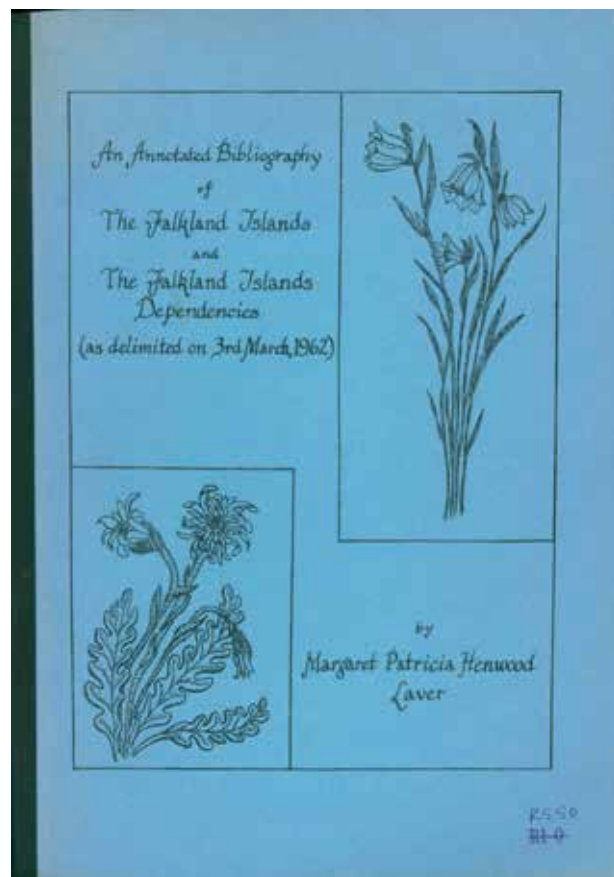 An Annotated Bibliography
of
The Falkland Islands
and
The Falkland Islands
Dependencies
(as delimited on 3rd March, 1962)
by
Margaret Patricia Henwood
Laver
R550